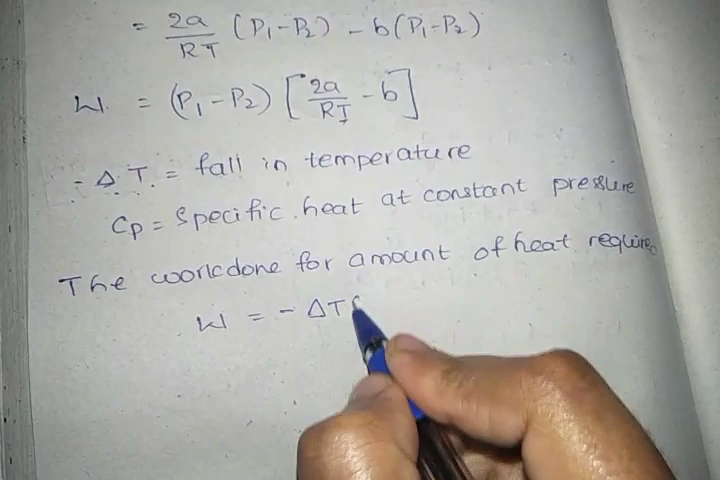 = 2a/RT (P₁-P₂) - b(P₁-P₂)
W = (P₁-P₂) [2a/RT - b]
- ΔT = fall in temperature
Cp = Specific heat at constant pressure
The workdone for amount of heat require
W = - ΔT